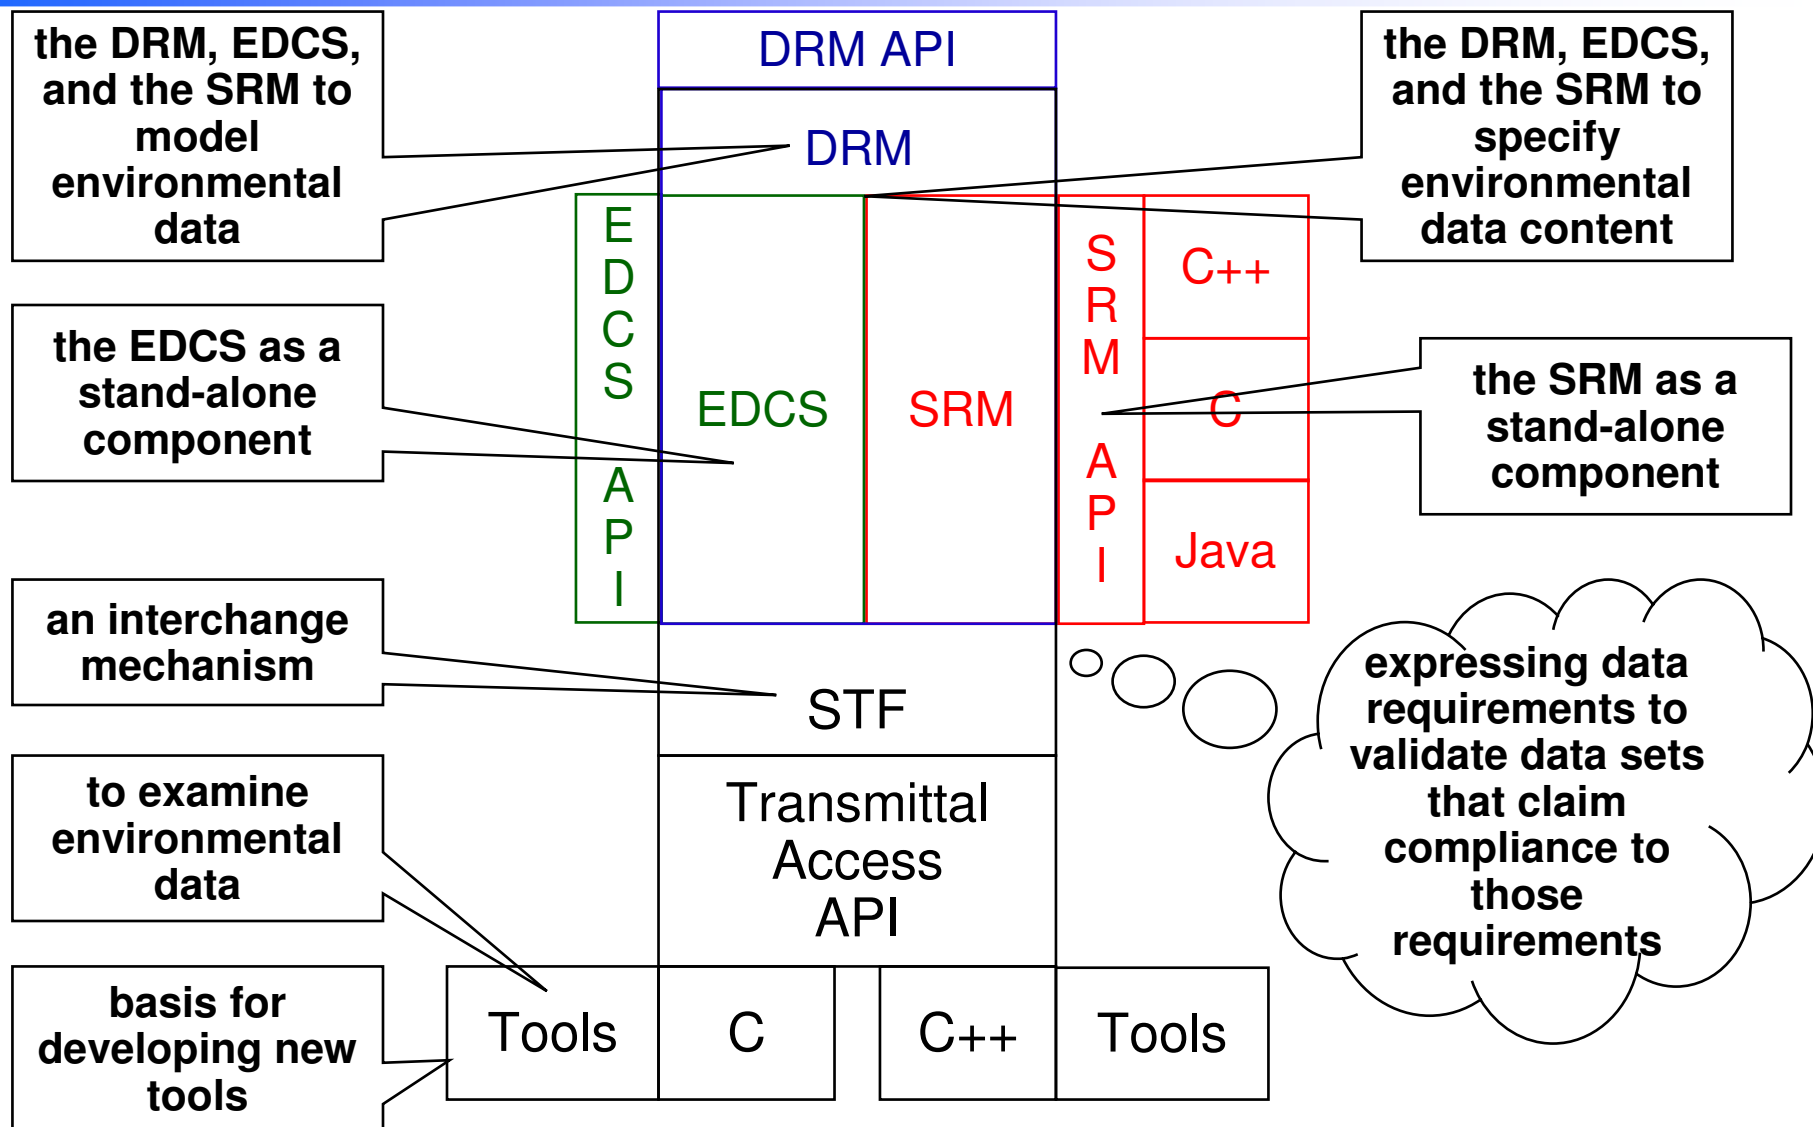 the DRM, EDCS,
and the SRM to
model
environmental
data
DRM API
DRM
the DRM, EDCS,
and the SRM to
specify
environmental
data content
E
D
C
S
A
P
I
EDCS
SRM
S
R
M
A
P
I
C++
C
Java
the EDCS as a
stand-alone
component
the SRM as a
stand-alone
component
an interchange
mechanism
STF
expressing data
requirements to
validate data sets
that claim
compliance to
those
requirements
to examine
environmental
data
Transmittal
Access
API
basis for
developing new
tools
Tools
C
C++
Tools